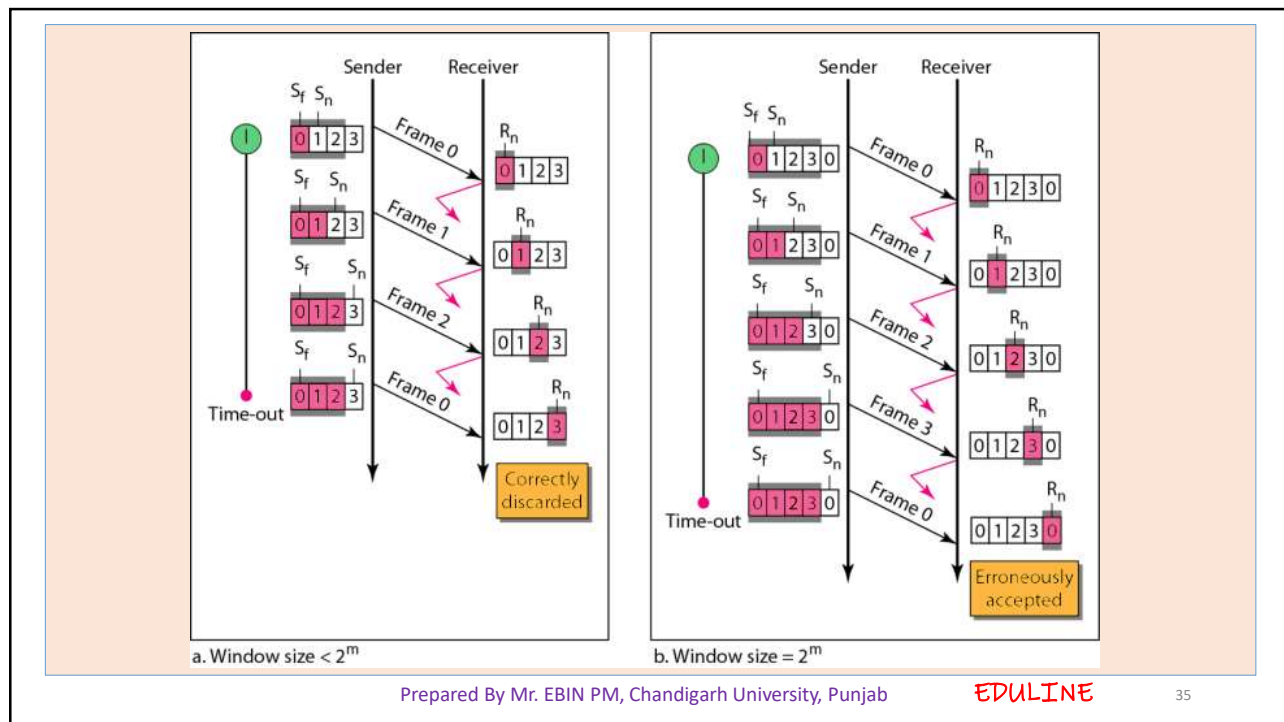 Sender Receiver
Sf Sn
0 1 2 3
Frame 0
Rn
0 1 2 3
Sf Sn
0 1 2 3
Frame 1
Rn
0 1 2 3
Sf Sn
0 1 2 3
Frame 2
Rn
0 1 2 3
Sf Sn
0 1 2 3
Time-out
Frame 0
Rn
0 1 2 3
Correctly
discarded
a. Window size < 2^m
Sender Receiver
Sf Sn
0 1 2 3 0
Frame 0
Rn
0 1 2 3 0
Sf Sn
0 1 2 3 0
Frame 1
Rn
0 1 2 3 0
Sf Sn
0 1 2 3 0
Frame 2
Rn
0 1 2 3 0
Sf Sn
0 1 2 3 0
Frame 3
Rn
0 1 2 3 0
Sf Sn
0 1 2 3 0
Time-out
Frame 0
Rn
0 1 2 3 0
Erroneously
accepted
b. Window size = 2^m
Prepared By Mr. EBIN PM, Chandigarh University, Punjab EDULINE 35